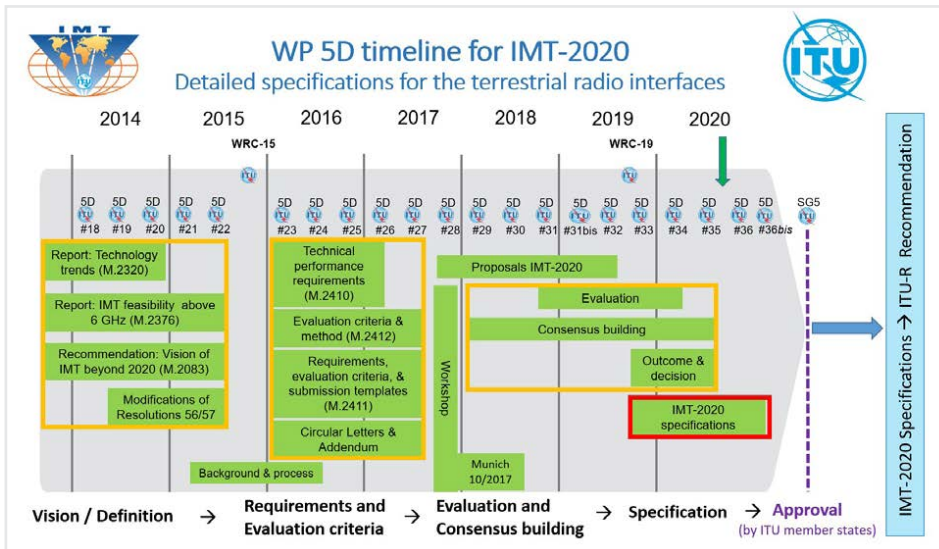 IMT
ITU
WP 5D timeline for IMT-2020
Detailed specifications for the terrestrial radio interfaces
ITU
2014 2015 2016 2017 2018 2019 2020
WRC-15 WRC-19
5D 5D 5D 5D 5D 5D 5D 5D 5D 5D 5D 5D 5D 5D 5D 5D 5D 5D 5D 5D 5D SG5
#18 #19 #20 #21 #22 #23 #24 #25 #26 #27 #28 #29 #30 #31 #31bis #32 #33 #34 #35 #36 #36bis
Report: Technology
trends (M.2320)
Report: IMT feasibility above
6 GHz (M.2376)
Recommendation: Vision of
IMT beyond 2020 (M.2083)
Modifications of
Resolutions 56/57
Background & process
Technical
performance
requirements
(M.2410)
Evaluation criteria &
method (M.2412)
Requirements,
evaluation criteria, &
submission templates
(M.2411)
Circular Letters &
Addendum
Proposals IMT-2020
Workshop
Munich
10/2017
Evaluation
Consensus building
Outcome &
decision
IMT-2020
specifications
Vision / Definition → Requirements and
Evaluation criteria → Evaluation and
Consensus building → Specification → Approval
(by ITU member states)
IMT-2020 Specifications → ITU-R Recommendation